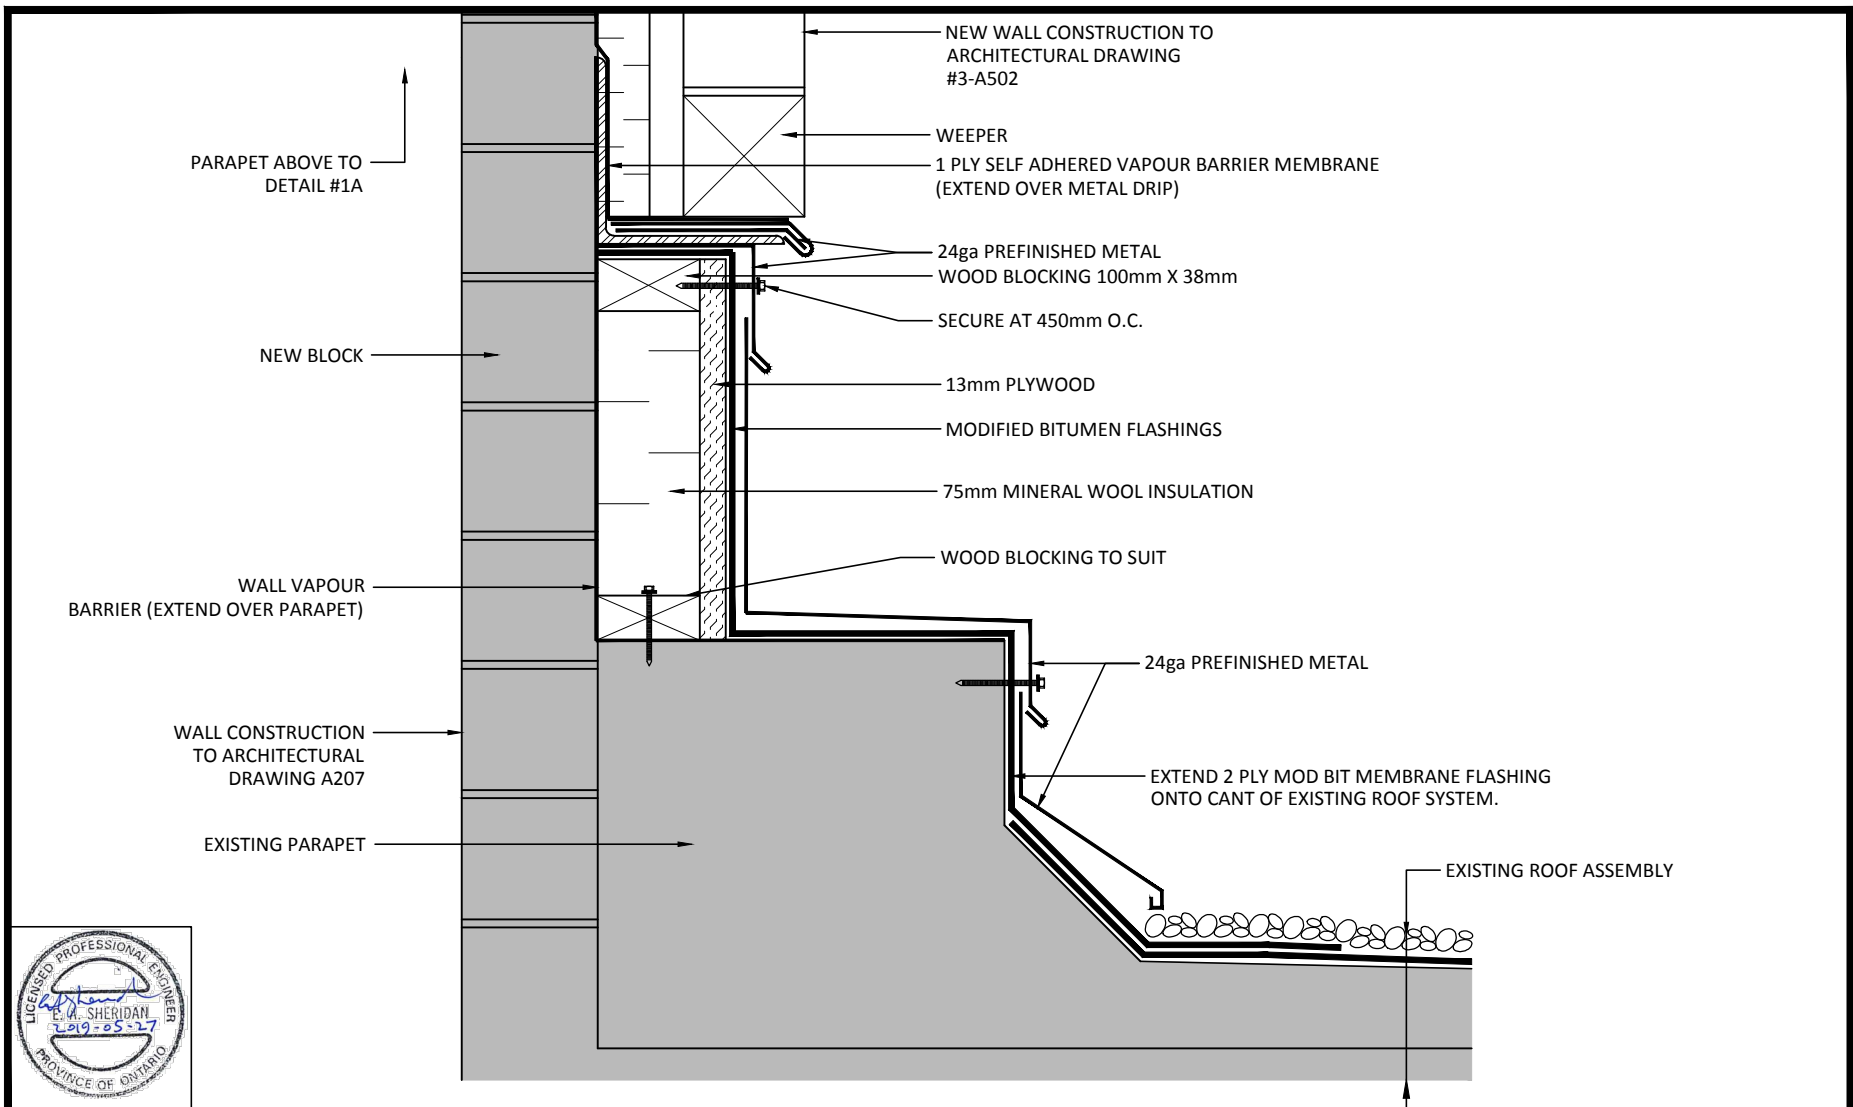 NEW WALL CONSTRUCTION TO
ARCHITECTURAL DRAWING
#3-A502
WEEPER
1 PLY SELF ADHERED VAPOUR BARRIER MEMBRANE
(EXTEND OVER METAL DRIP)
PARAPET ABOVE TO
DETAIL #1A
24ga PREFINISHED METAL
WOOD BLOCKING 100mm X 38mm
SECURE AT 450mm O.C.
NEW BLOCK
13mm PLYWOOD
MODIFIED BITUMEN FLASHINGS
75mm MINERAL WOOL INSULATION
WOOD BLOCKING TO SUIT
WALL VAPOUR
BARRIER (EXTEND OVER PARAPET)
24ga PREFINISHED METAL
WALL CONSTRUCTION
TO ARCHITECTURAL
DRAWING A207
EXTEND 2 PLY MOD BIT MEMBRANE FLASHING
ONTO CANT OF EXISTING ROOF SYSTEM.
EXISTING PARAPET
EXISTING ROOF ASSEMBLY
LICENSED PROFESSIONAL ENGINEER
E. A. SHERIDAN
2019-05-27
PROVINCE OF ONTARIO